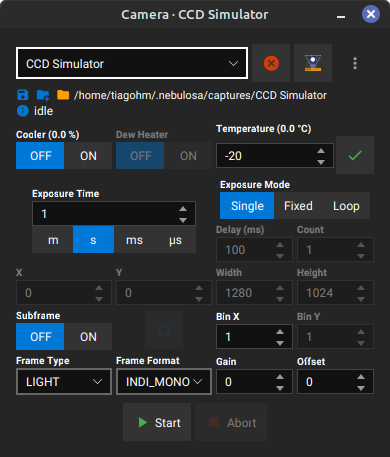 Camera · CCD Simulator
CCD Simulator
/home/tiagohm/.nebulosa/captures/CCD Simulator
idle
Cooler (0.0 %) Dew Heater Temperature (0.0 °C)
OFF ON OFF ON -20
Exposure Time Exposure Mode
1 Single Fixed Loop
m s ms µs Delay (ms) Count
100 1
X Y Width Height
0 0 1280 1024
Subframe Bin X Bin Y
OFF ON 1 1
Frame Type Frame Format Gain Offset
LIGHT INDI_MONO 0 0
Start Abort